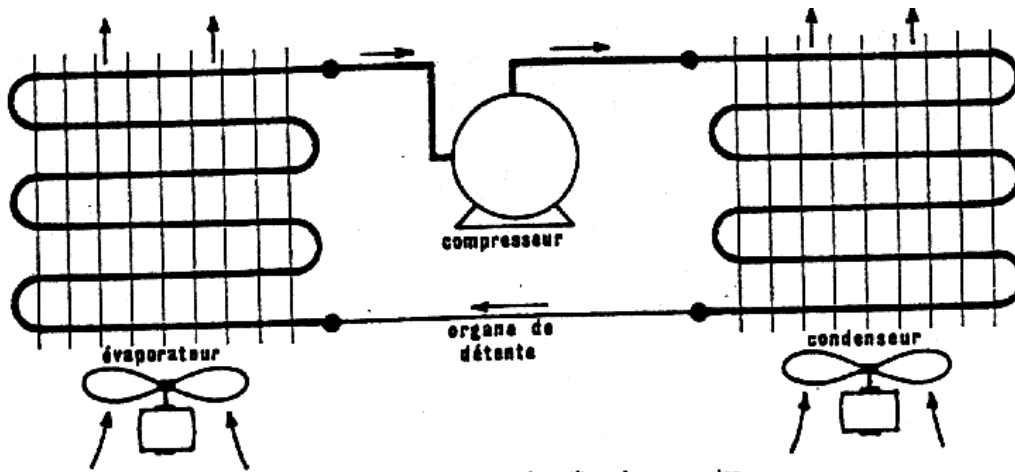 compresseur
organe de
détente
évaporateur
condenseur